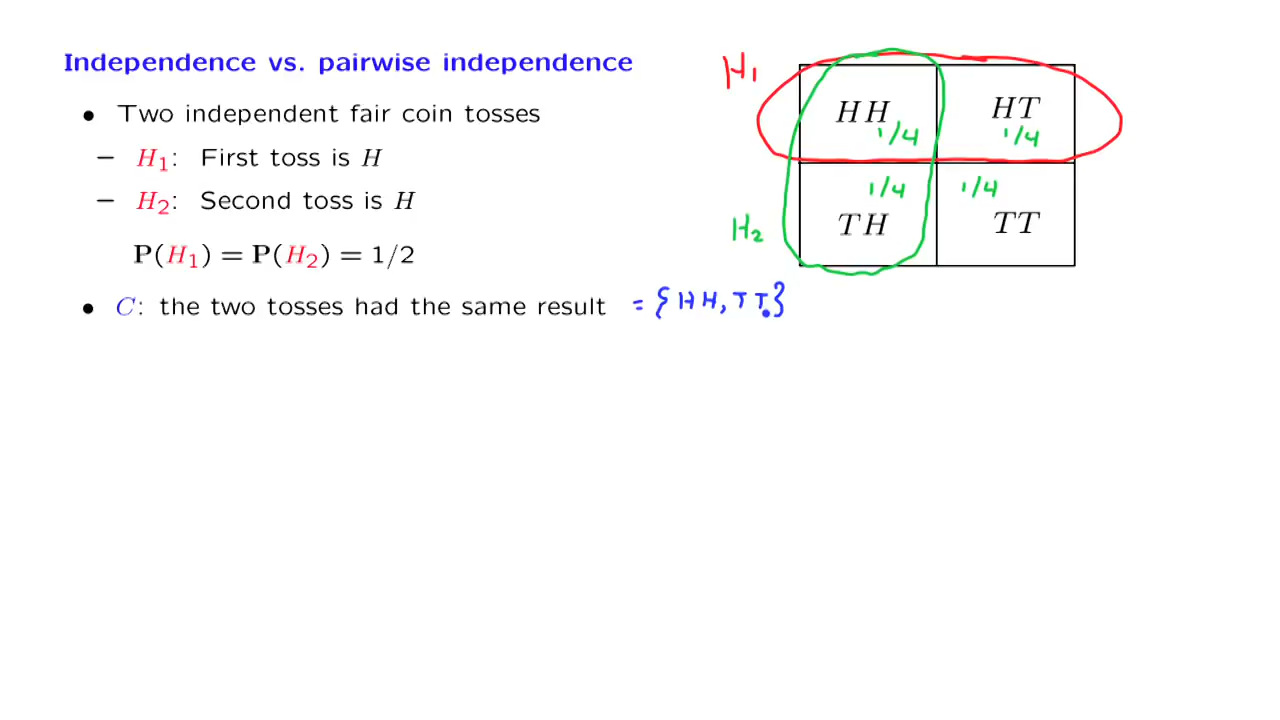 Independence vs. pairwise independence
• Two independent fair coin tosses
– H₁: First toss is H
– H₂: Second toss is H
P(H₁) = P(H₂) = 1/2
• C: the two tosses had the same result = {HH, TT}
H₁
HH HT
1/4 1/4
1/4 1/4
H₂
TH TT